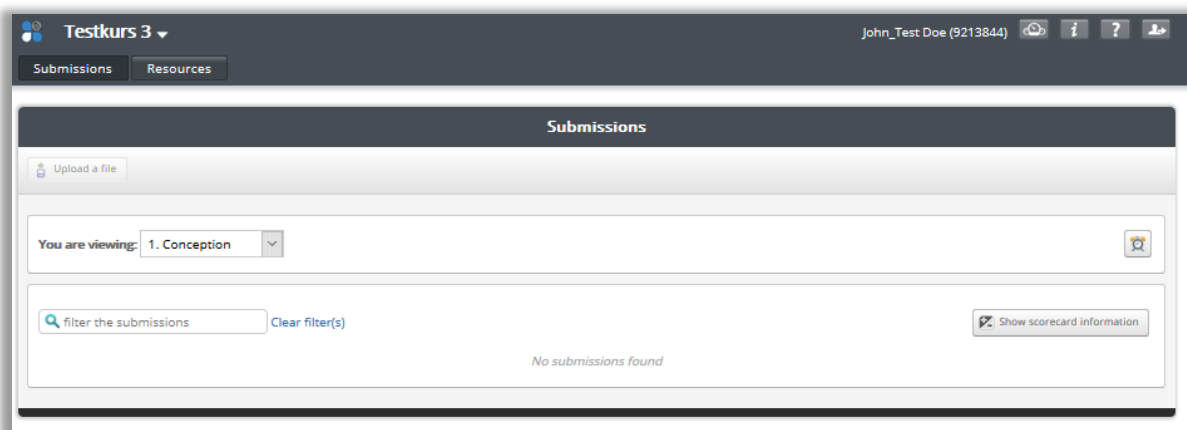 Testkurs 3
John_Test Doe (9213844)
Submissions Resources
Submissions
Upload a file
You are viewing: 1. Conception
filter the submissions Clear filter(s) Show scorecard information
No submissions found